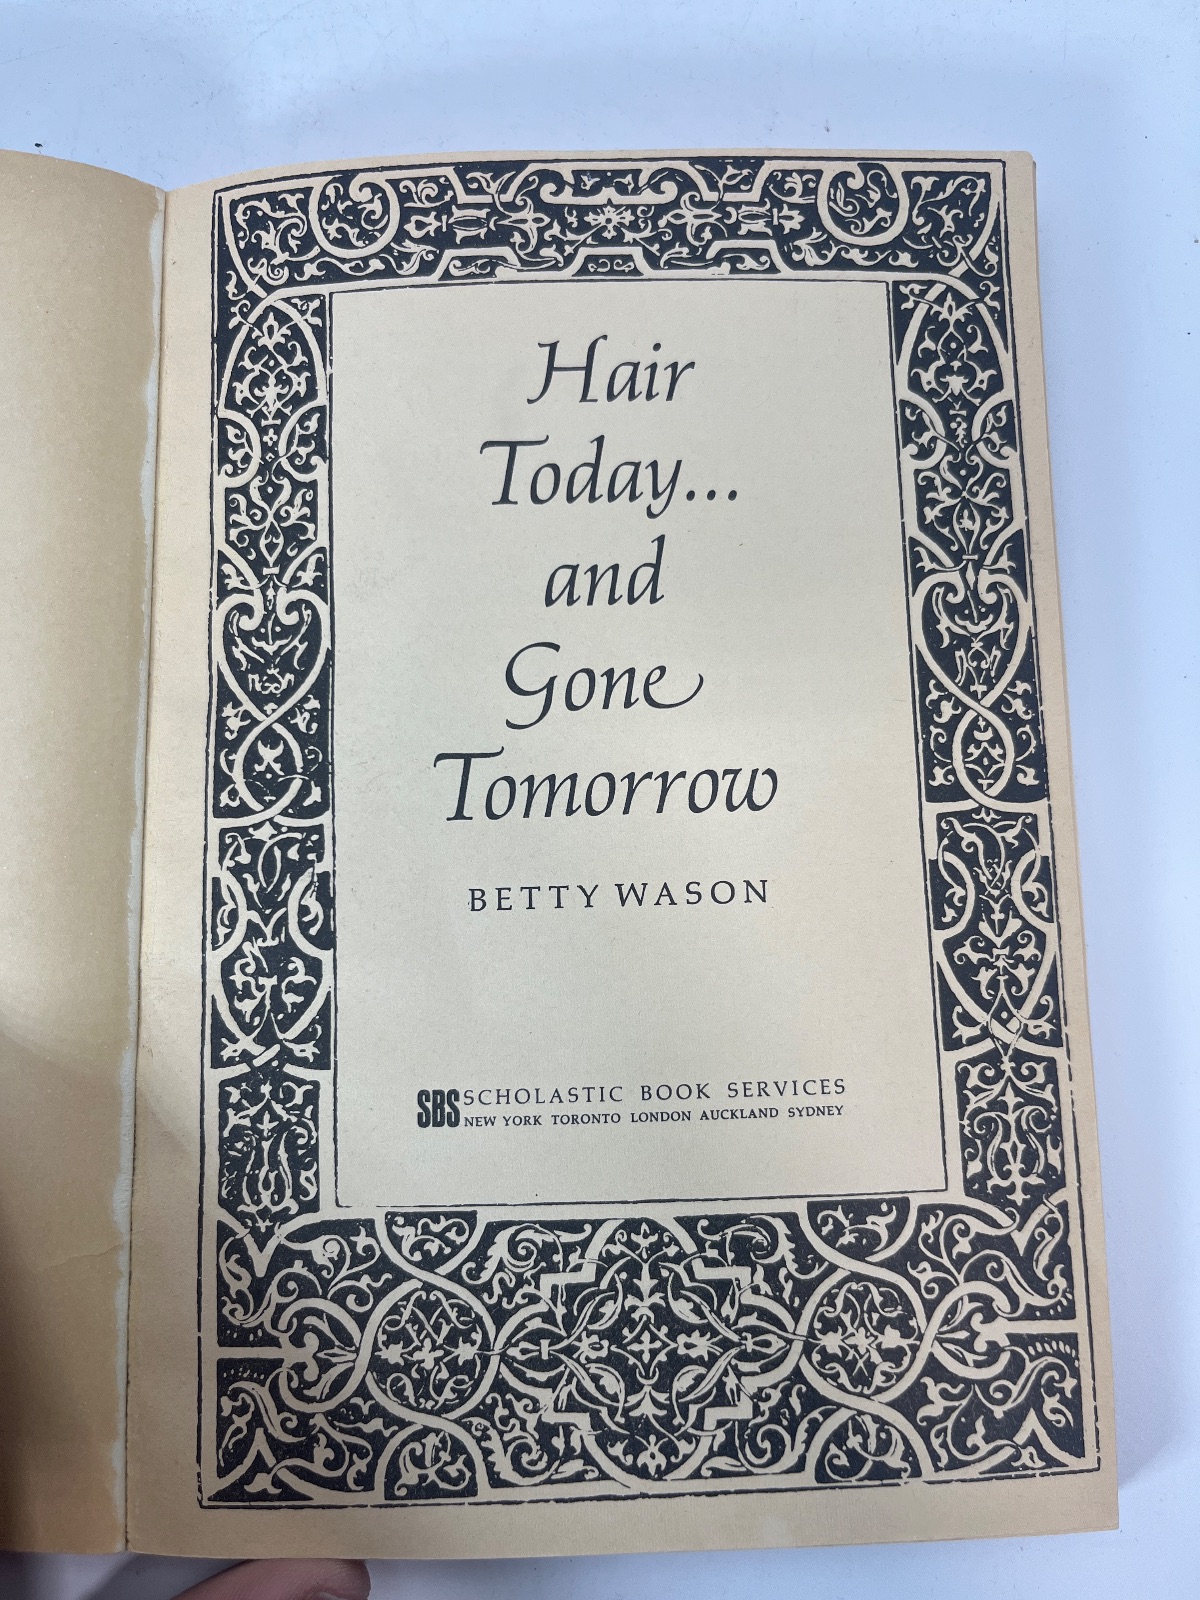 Hair
Today...
and
Gone
Tomorrow
BETTY WASON
SBS SCHOLASTIC BOOK SERVICES
NEW YORK TORONTO LONDON AUCKLAND SYDNEY